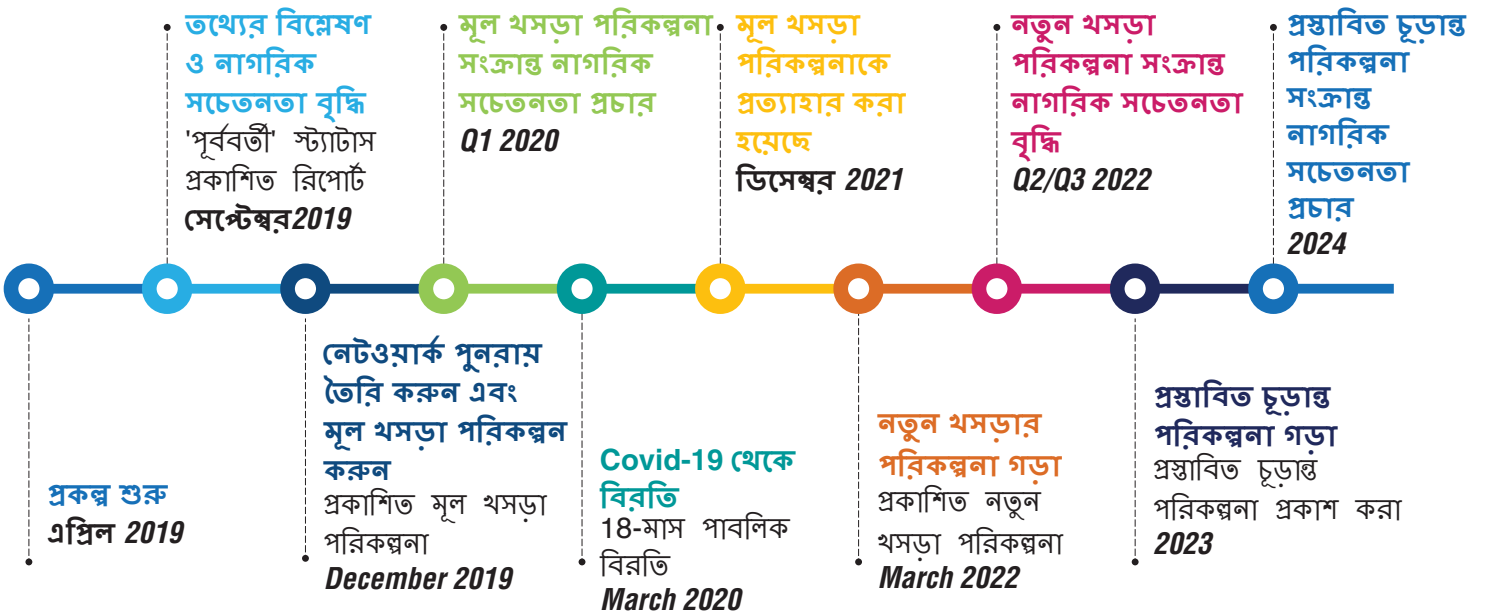 প্রকল্প শুরু
এপ্রিল 2019
তথ্যের বিশ্লেষণ
ও নাগরিক
সচেতনতা বৃদ্ধি
'পূর্ববর্তী' স্ট্যাটাস
প্রকাশিত রিপোর্ট
সেপ্টেম্বর2019
নেটওয়ার্ক পুনরায়
তৈরি করুন এবং
মূল খসড়া পরিকল্পন
করুন
প্রকাশিত মূল খসড়া
পরিকল্পনা
December 2019
মূল খসড়া পরিকল্পনা
সংক্রান্ত নাগরিক
সচেতনতা প্রচার
Q1 2020
Covid-19 থেকে
বিরতি
18-মাস পাবলিক
বিরতি
March 2020
মূল খসড়া
পরিকল্পনাকে
প্রত্যাহার করা
হয়েছে
ডিসেম্বর 2021
নতুন খসড়ার
পরিকল্পনা গড়া
প্রকাশিত নতুন
খসড়া পরিকল্পনা
March 2022
নতুন খসড়া
পরিকল্পনা সংক্রান্ত
নাগরিক সচেতনতা
বৃদ্ধি
Q2/Q3 2022
প্রস্তাবিত চূড়ান্ত
পরিকল্পনা গড়া
প্রস্তাবিত চূড়ান্ত
পরিকল্পনা প্রকাশ করা
2023
প্রস্তাবিত চূড়ান্ত
পরিকল্পনা
সংক্রান্ত
নাগরিক
সচেতনতা
প্রচার
2024